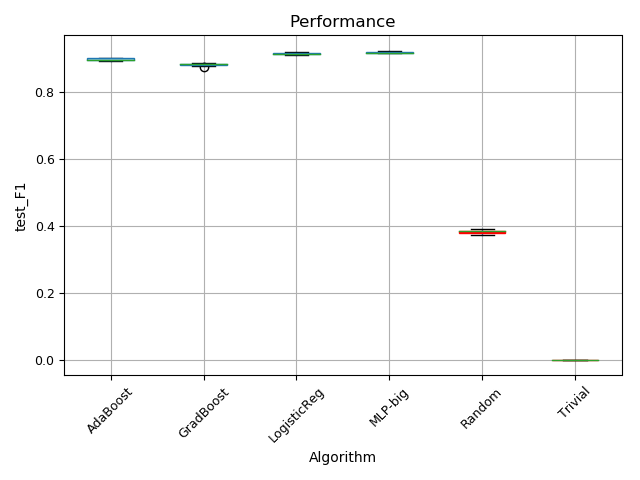 Performance
test_F1
0.8
0.6
0.4
0.2
0.0
AdaBoost
GradBoost
LogisticReg
MLP-big
Random
Trivial
Algorithm